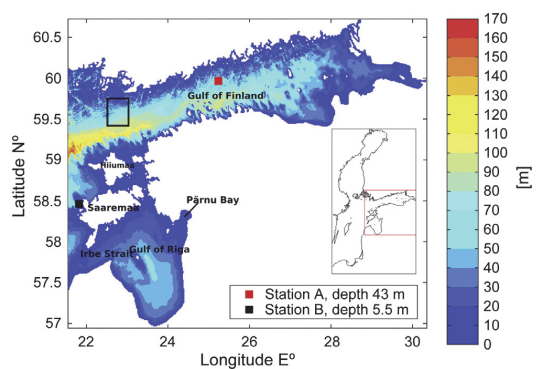 60.5
60
59.5
59
58.5
58
57.5
57
22
24
26
28
30
Latitude Nº
Longitude Eº
Gulf of Finland
Hiiumaa
Saaremaa
Pärnu Bay
Irbe Strait
Gulf of Riga
Station A, depth 43 m
Station B, depth 5.5 m
170
160
150
140
130
120
110
100
90
80
70
60
50
40
30
20
10
0
[m]